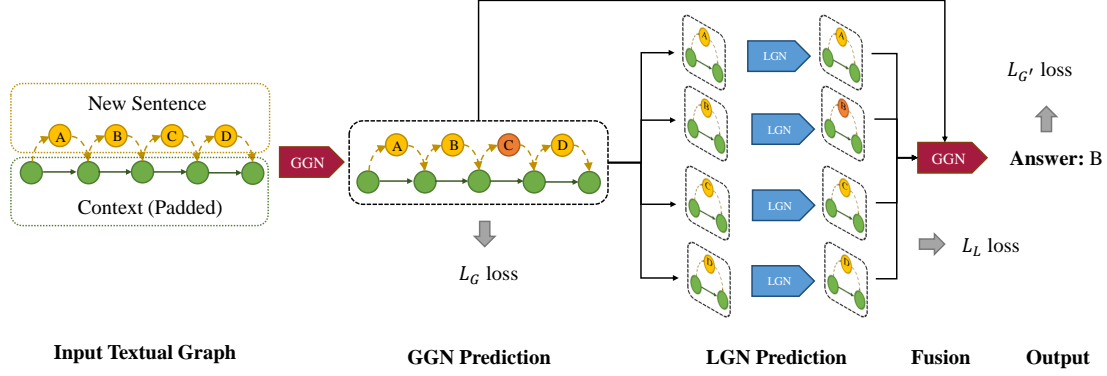 New Sentence
A B C D
Context (Padded)
GGN
A B C D
L_G loss
A LGN A
B LGN B
C LGN C
D LGN D
GGN
L_{G'} loss
Answer: B
L_L loss
Input Textual Graph
GGN Prediction
LGN Prediction
Fusion
Output